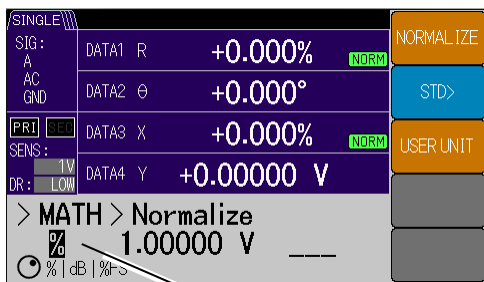 SINGLE
SIG:
A
AC
GND
DATA1 R +0.000% NORM
DATA2 θ +0.000°
PRI SEC
SENS:
1V
DR: LOW
DATA3 X +0.000% NORM
DATA4 Y +0.00000 V
NORMALIZE
STD>
USER UNIT
> MATH > Normalize
% 1.00000 V ___
% | dB | %FS